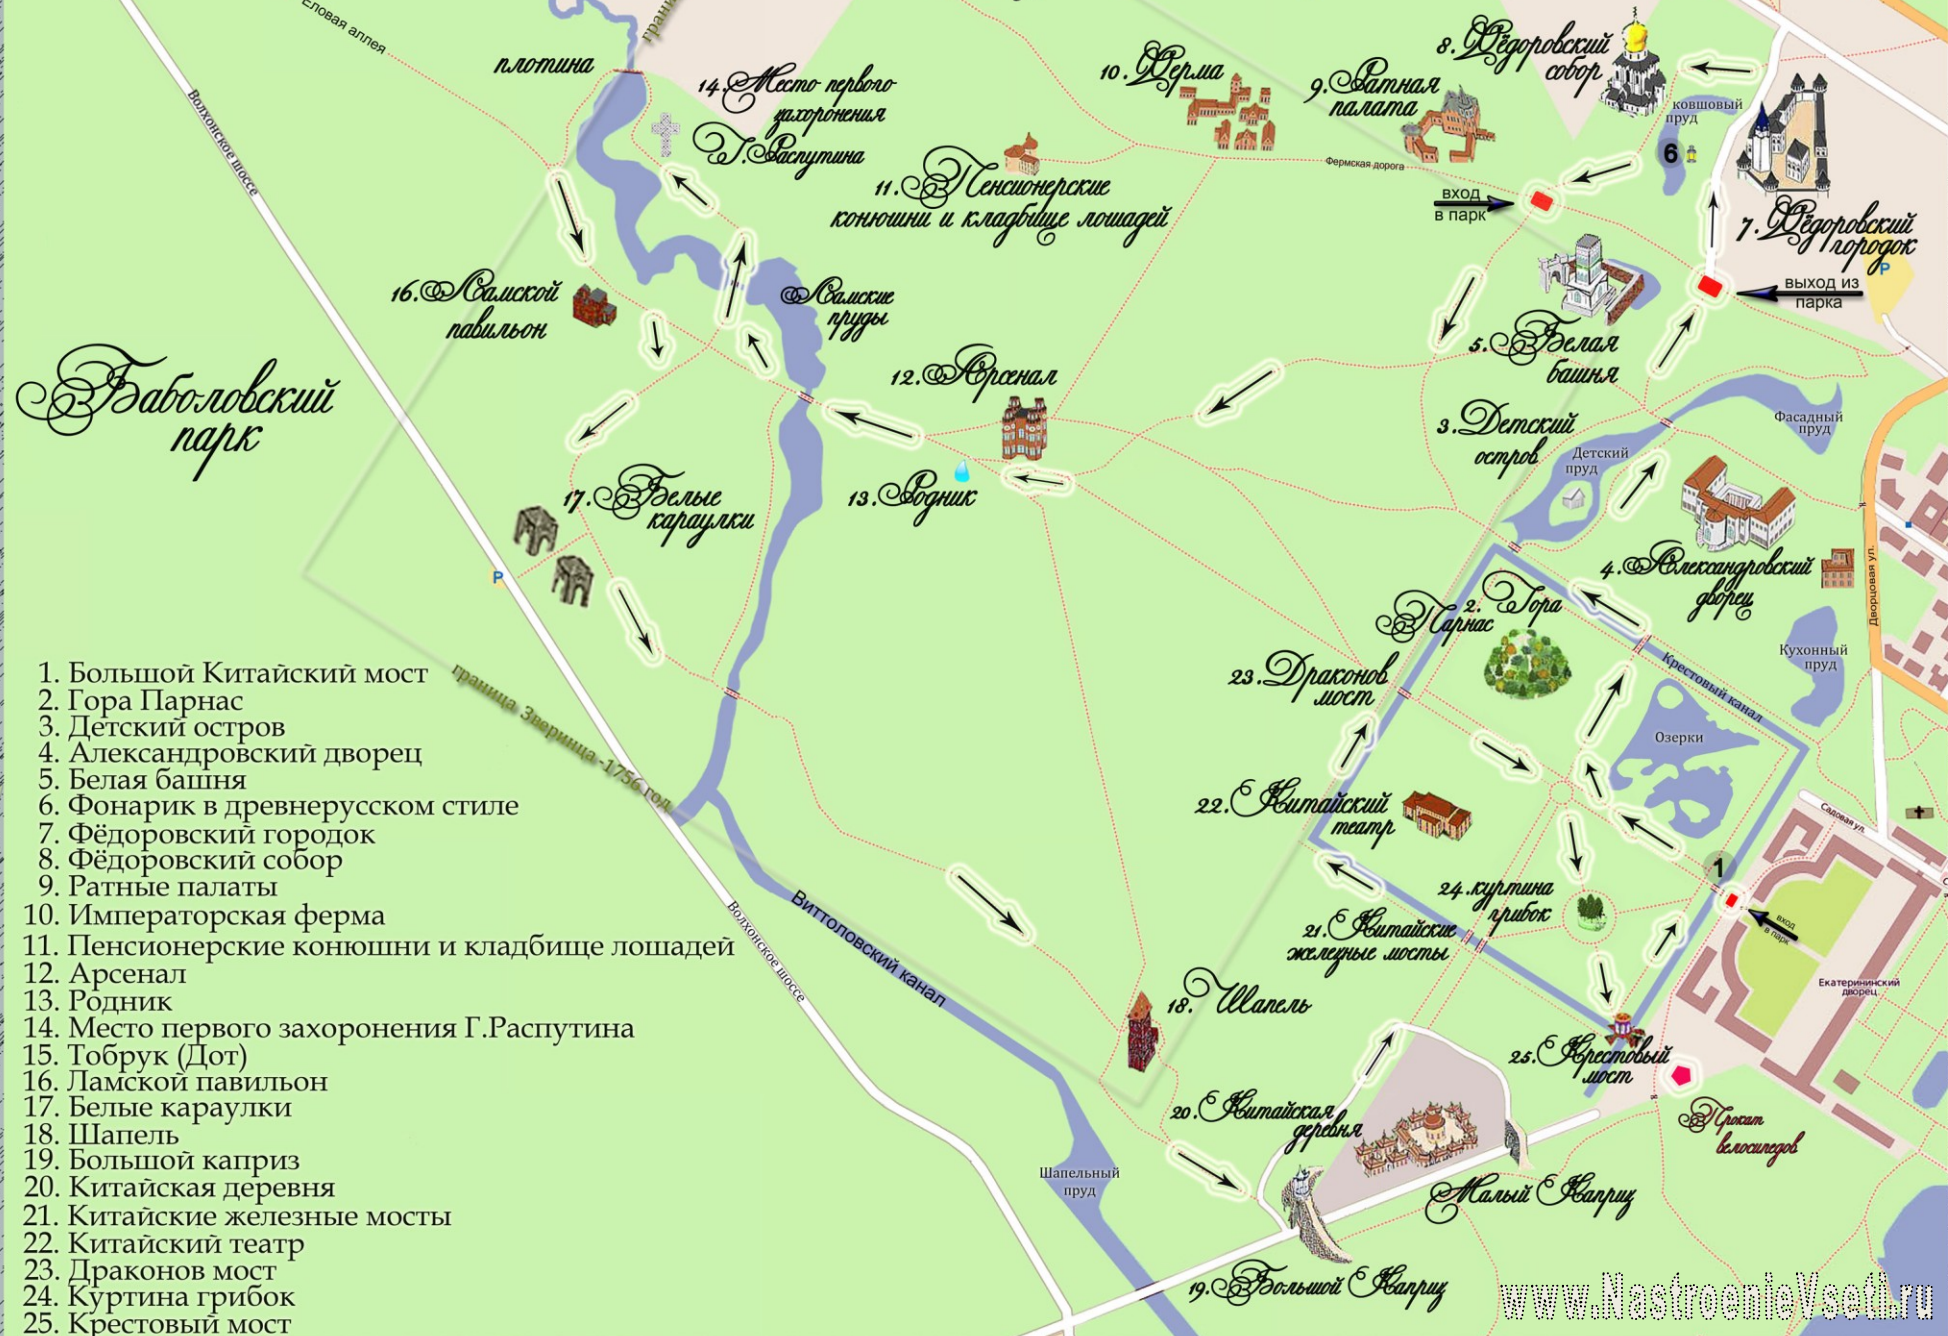 Еловая аллея
грани
плотина
14. Место первого
захоронения
Г. Распутина
10. Ферма
9. Ратная
палата
8. Фёдоровский
собор
ковшовый
пруд
6
Волхонское шоссе
11. Пенсионерские
конюшни и кладбище лошадей
Фермская дорога
вход
в парк
7. Фёдоровский
городок
P
выход из
парка
16. Ламской
павильон
Ламские
пруды
5. Белая
башня
Баболовский
парк
12. Арсенал
3. Детский
остров
Детский
пруд
Фасадный
пруд
17. Белые
караулки
13. Родник
P
4. Александровский
дворец
Дворцовая ул.
2. Гора
Парнас
Кухонный
пруд
Крестовый канал
23. Драконов
мост
Озерки
граница Зверинца -1756 год
22. Китайский
театр
Садовая ул.
1
вход
в парк
24. куртина
грибок
21. Китайские
железные мосты
Екатерининский
дворец
Волхонское шоссе
Виттоловский канал
18. Шапель
25. Крестовый
мост
20. Китайская
деревня
Прокат
велосипедов
Шапельный
пруд
Малый Каприз
19. Большой Каприз
1. Большой Китайский мост
2. Гора Парнас
3. Детский остров
4. Александровский дворец
5. Белая башня
6. Фонарик в древнерусском стиле
7. Фёдоровский городок
8. Фёдоровский собор
9. Ратные палаты
10. Императорская ферма
11. Пенсионерские конюшни и кладбище лошадей
12. Арсенал
13. Родник
14. Место первого захоронения Г.Распутина
15. Тобрук (Дот)
16. Ламской павильон
17. Белые караулки
18. Шапель
19. Большой каприз
20. Китайская деревня
21. Китайские железные мосты
22. Китайский театр
23. Драконов мост
24. Куртина грибок
25. Крестовый мост
www.NastroenieVseti.ru